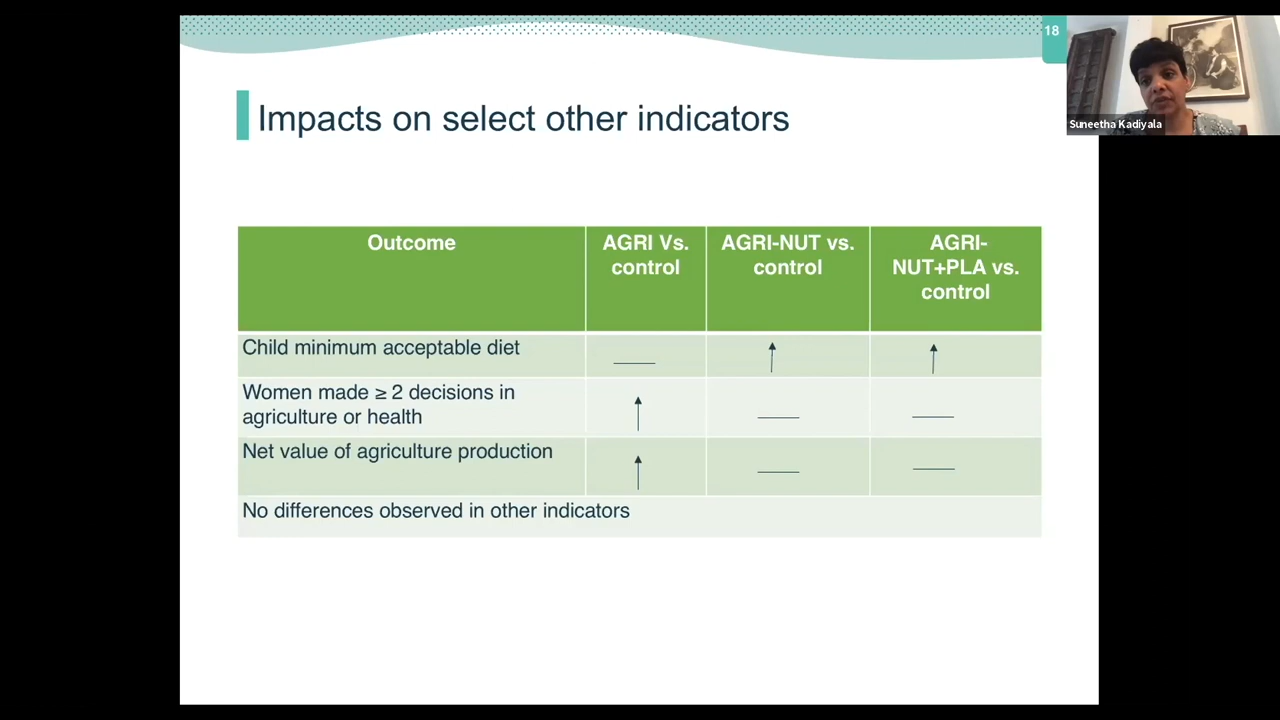 18
Suneetha Kadiyala
Impacts on select other indicators
Outcome
AGRI Vs.
control
AGRI-NUT vs.
control
AGRI-
NUT+PLA vs.
control
Child minimum acceptable diet
Women made ≥ 2 decisions in
agriculture or health
Net value of agriculture production
No differences observed in other indicators